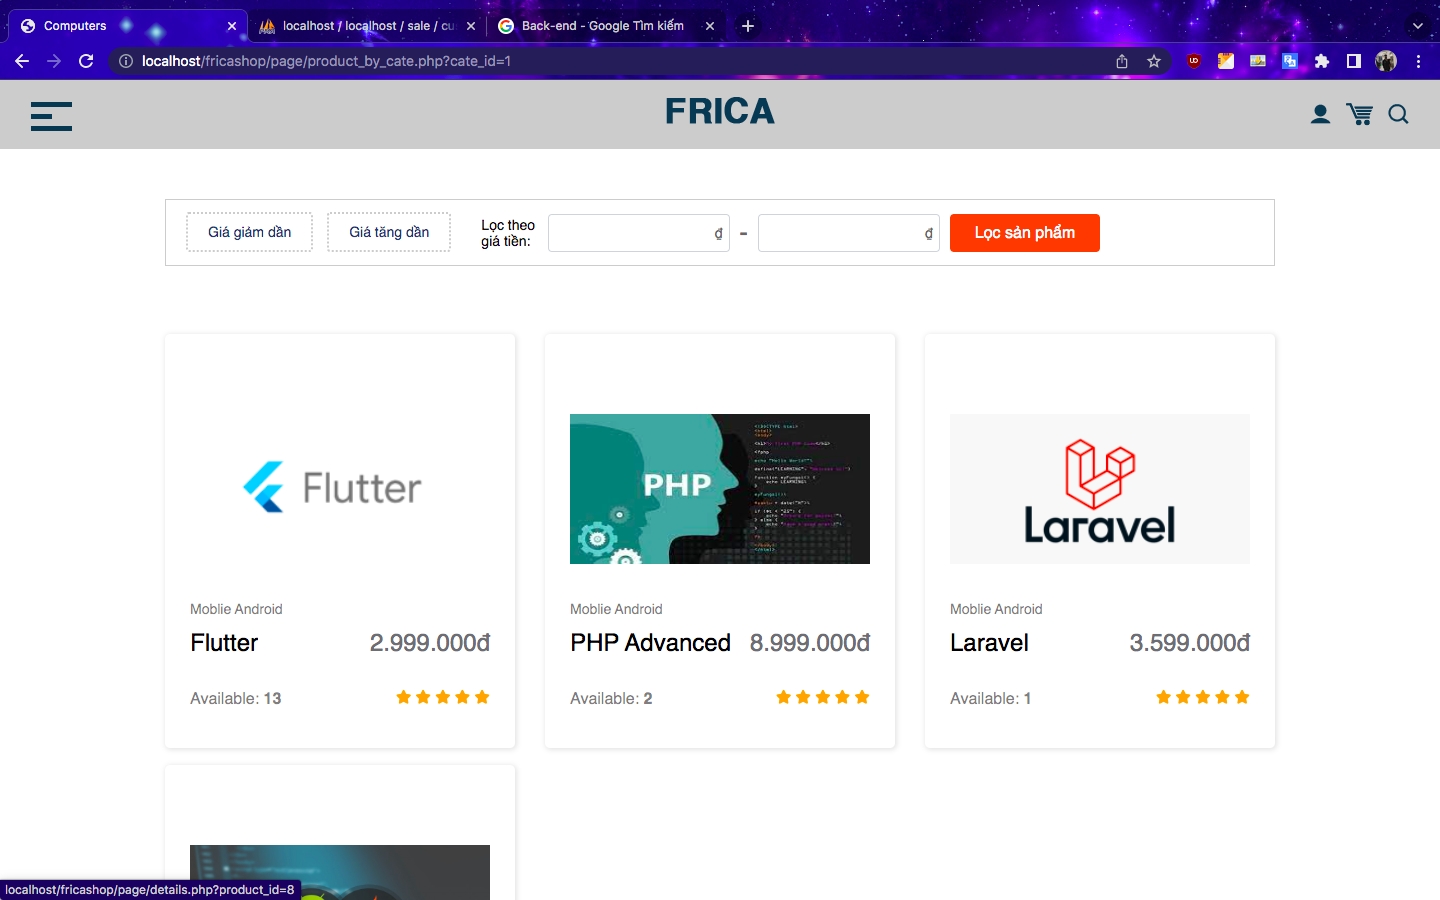 Computers
localhost / localhost / sale / cu
Back-end - Google Tìm kiếm
localhost/fricashop/page/product_by_cate.php?cate_id=1
FRICA
Giá giảm dần
Giá tăng dần
Lọc theo
giá tiền:
₫
-
₫
Lọc sản phẩm
Flutter
PHP
Laravel
Moblie Android
Flutter
2.999.000đ
Available: 13
Moblie Android
PHP Advanced
8.999.000đ
Available: 2
Moblie Android
Laravel
3.599.000đ
Available: 1
localhost/fricashop/page/details.php?product_id=8